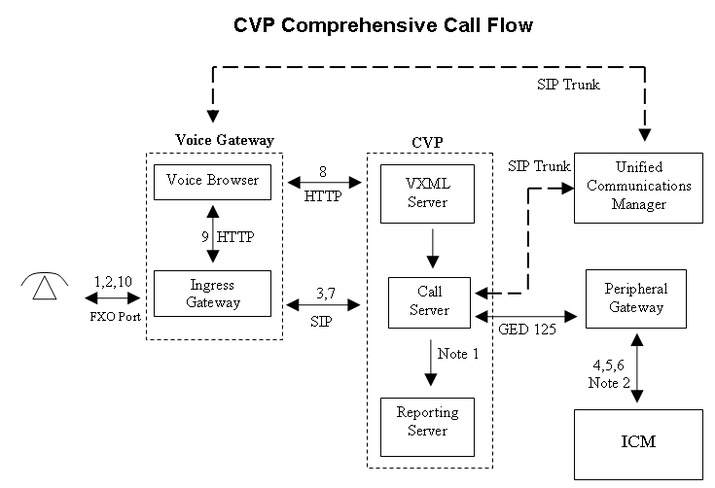 CVP Comprehensive Call Flow
SIP Trunk
Voice Gateway
CVP
Voice Browser
8
HTTP
VXML
Server
SIP Trunk
Unified
Communications
Manager
9 HTTP
1,2,10
FXO Port
Ingress
Gateway
3,7
SIP
Call
Server
GED 125
Peripheral
Gateway
Note 1
4,5,6
Note 2
Reporting
Server
ICM